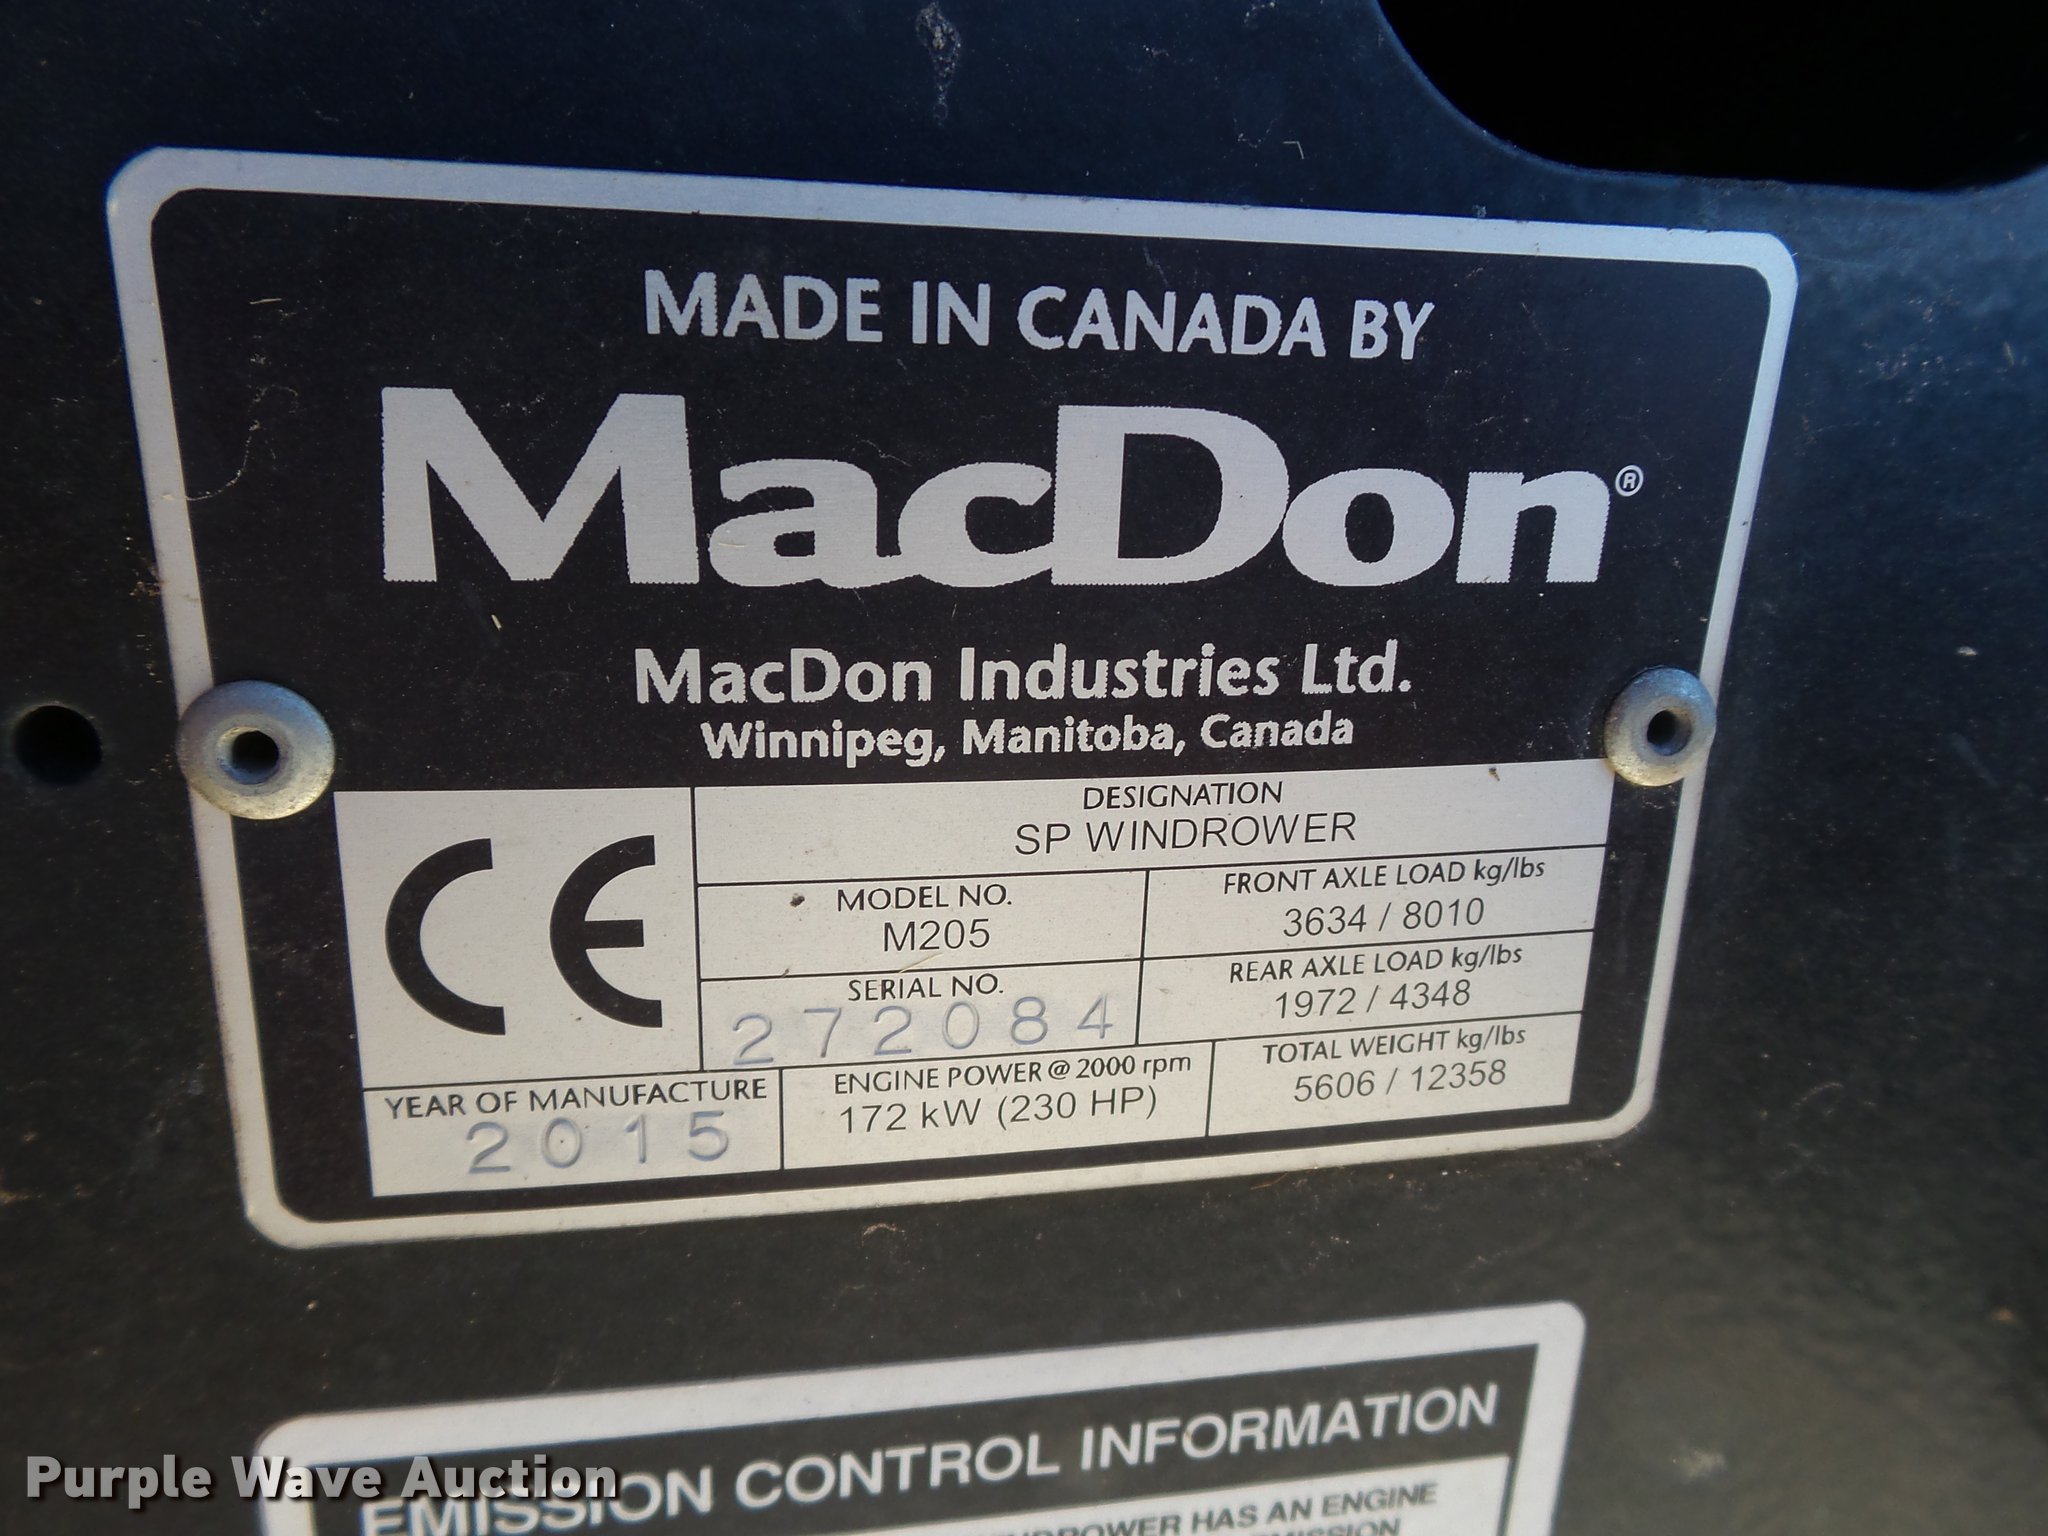 MADE IN CANADA BY
MacDon®
MacDon Industries Ltd.
Winnipeg, Manitoba, Canada
CE
DESIGNATION
SP WINDROWER
MODEL NO.
M205
FRONT AXLE LOAD kg/lbs
3634 / 8010
SERIAL NO.
272084
REAR AXLE LOAD kg/lbs
1972 / 4348
YEAR OF MANUFACTURE
2015
ENGINE POWER @ 2000 rpm
172 kW (230 HP)
TOTAL WEIGHT kg/lbs
5606 / 12358
EMISSION CONTROL INFORMATION
HAS AN ENGINE
Purple Wave Auction